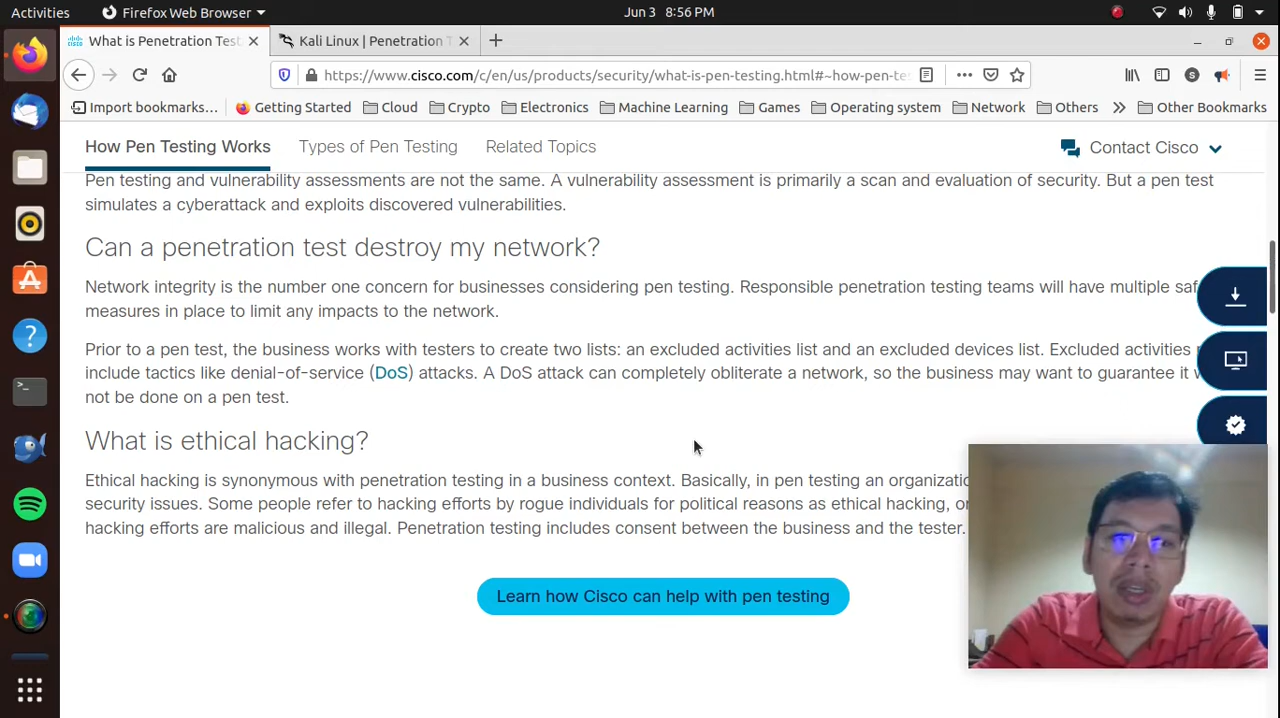 Activities Firefox Web Browser Jun 3 8:56 PM
What is Penetration Test Kali Linux | Penetration T
https://www.cisco.com/c/en/us/products/security/what-is-pen-testing.html#~how-pen-te
Import bookmarks... Getting Started Cloud Crypto Electronics Machine Learning Games Operating system Network Others Other Bookmarks
How Pen Testing Works Types of Pen Testing Related Topics Contact Cisco
Pen testing and vulnerability assessments are not the same. A vulnerability assessment is primarily a scan and evaluation of security. But a pen test
simulates a cyberattack and exploits discovered vulnerabilities.
Can a penetration test destroy my network?
Network integrity is the number one concern for businesses considering pen testing. Responsible penetration testing teams will have multiple saf
measures in place to limit any impacts to the network.
Prior to a pen test, the business works with testers to create two lists: an excluded activities list and an excluded devices list. Excluded activities
include tactics like denial-of-service (DoS) attacks. A DoS attack can completely obliterate a network, so the business may want to guarantee it
not be done on a pen test.
What is ethical hacking?
Ethical hacking is synonymous with penetration testing in a business context. Basically, in pen testing an organizatio
security issues. Some people refer to hacking efforts by rogue individuals for political reasons as ethical hacking, or
hacking efforts are malicious and illegal. Penetration testing includes consent between the business and the tester.
Learn how Cisco can help with pen testing